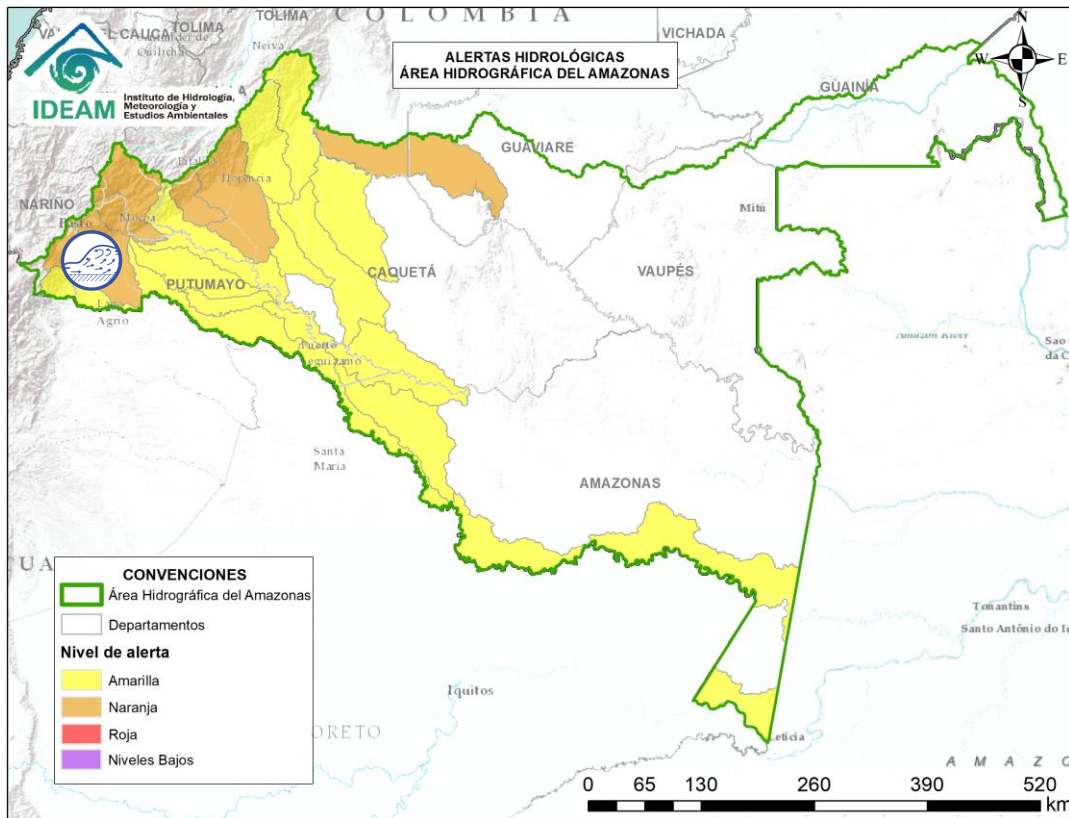 TOLIMA
COLOMBIA
TOLIMA
Neiva
VICHADA
N
W
E
S
ALERTAS HIDROLÓGICAS
ÁREA HIDROGRÁFICA DEL AMAZONAS
IDEAM
Instituto de Hidrología,
Meteorología y
Estudios Ambientales
GUAINÍA
GUAVIARE
Florencia
NARIÑO
Mocoa
Pasto
Mitú
VAUPÉS
CAQUETÁ
PUTUMAYO
Lago
Agrio
Puerto
Leguízamo
Amazon River
Santa
María
AMAZONAS
CONVENCIONES
Área Hidrográfica del Amazonas
Departamentos
Nivel de alerta
Amarilla
Naranja
Roja
Niveles Bajos
Tonantins
Santo Antônio do
Iquitos
ORETO
Leticia
AMAZO
0 65 130 260 390 520
km